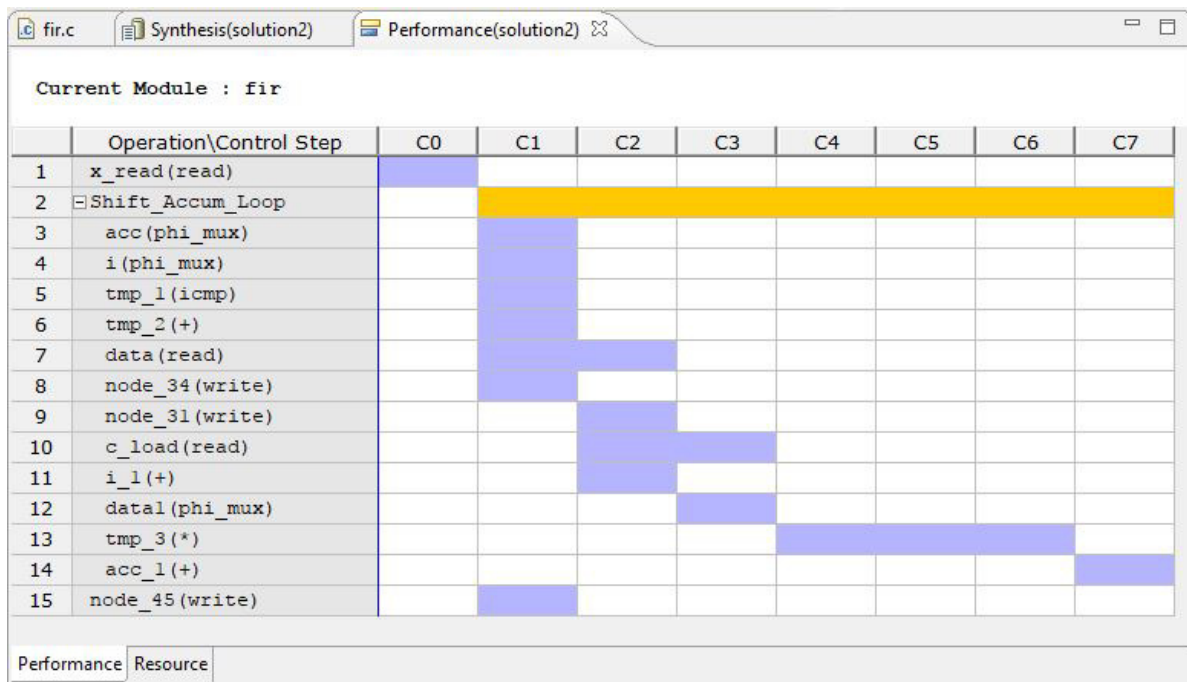 fir.c Synthesis(solution2) Performance(solution2)
Current Module : fir
Operation\Control Step C0 C1 C2 C3 C4 C5 C6 C7
1 x_read(read)
2 Shift_Accum_Loop
3 acc(phi_mux)
4 i(phi_mux)
5 tmp_1(icmp)
6 tmp_2(+)
7 data(read)
8 node_34(write)
9 node_31(write)
10 c_load(read)
11 i_1(+)
12 data1(phi_mux)
13 tmp_3(*)
14 acc_1(+)
15 node_45(write)
Performance Resource